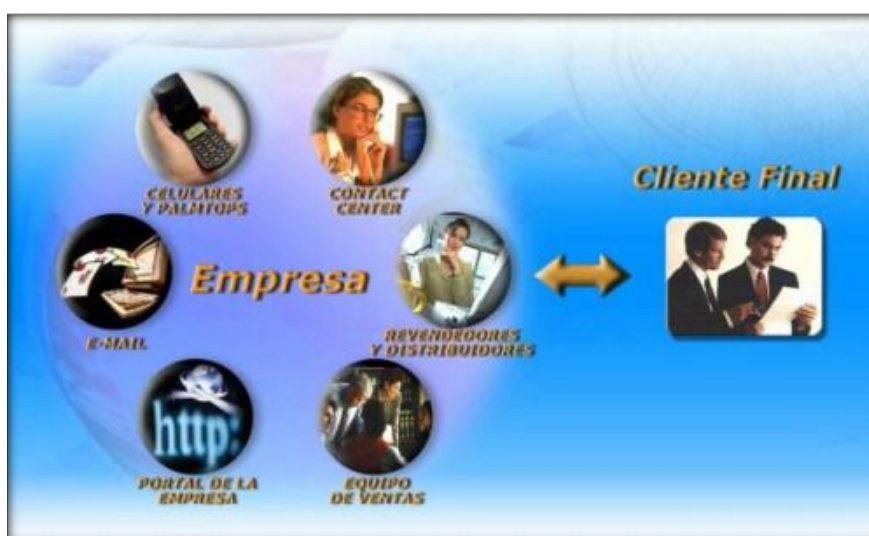 CELULARES
Y PALMTOPS
CONTACT
CENTER
Cliente Final
Empresa
E-MAIL
REVENDEDORES
Y DISTRIBUIDORES
http:
PORTAL DE LA
EMPRESA
EQUIPO
DE VENTAS